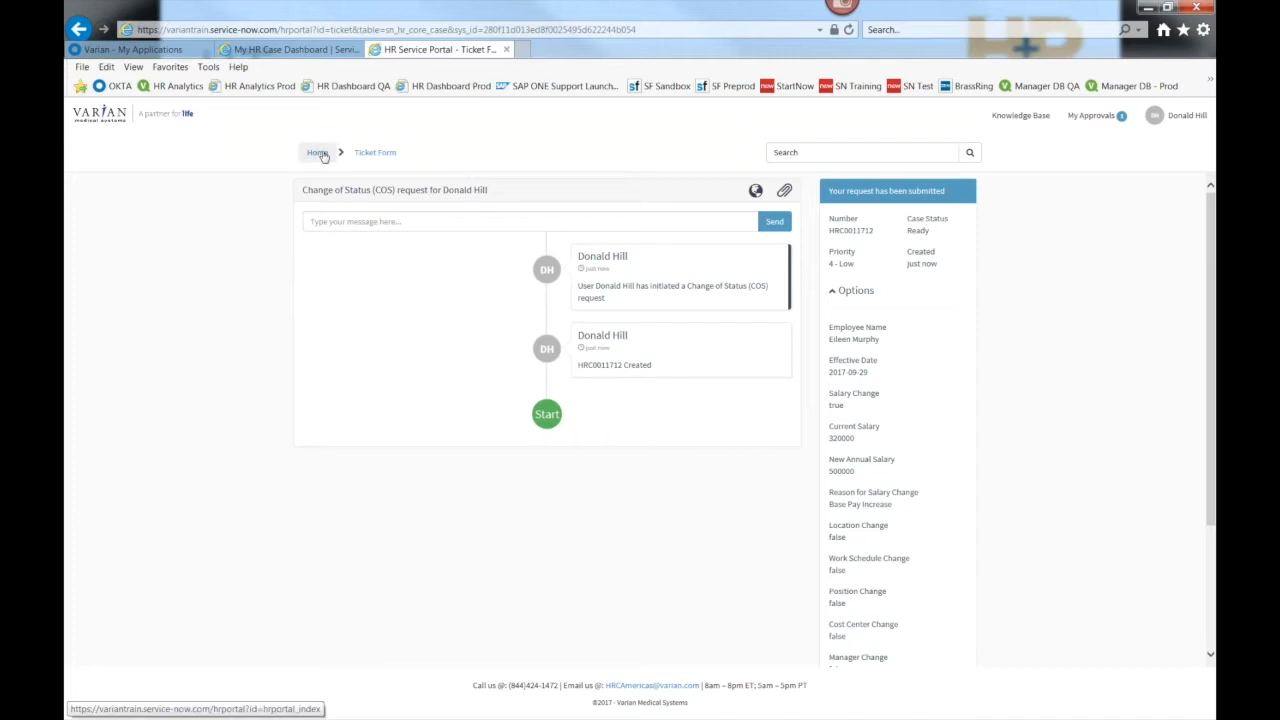 https://variantrain.service-now.com/hrportal?id=ticket&table=sn_hr_core_case&sys_id=280f11d013ed8f0025495d622244b054
Search...
Varian - My Applications
My HR Case Dashboard | Servi...
HR Service Portal - Ticket F...
File Edit View Favorites Tools Help
OKTA HR Analytics HR Analytics Prod HR Dashboard QA HR Dashboard Prod SAP ONE Support Launch... SF Sandbox SF Preprod StartNow SN Training SN Test BrassRing Manager DB QA Manager DB - Prod
VARIAN
medical systems
A partner for life
Knowledge Base My Approvals 1 DH Donald Hill
Home > Ticket Form
Search
Change of Status (COS) request for Donald Hill
Type your message here...
Send
DH
Donald Hill
just now
User Donald Hill has initiated a Change of Status (COS)
request
DH
Donald Hill
just now
HRC0011712 Created
Start
Your request has been submitted
Number Case Status
HRC0011712 Ready
Priority Created
4 - Low just now
Options
Employee Name
Eileen Murphy
Effective Date
2017-09-29
Salary Change
true
Current Salary
320000
New Annual Salary
500000
Reason for Salary Change
Base Pay Increase
Location Change
false
Work Schedule Change
false
Position Change
false
Cost Center Change
false
Manager Change
Call us @: (844)424-1472 | Email us @: HRCAmericas@varian.com | 8am – 8pm ET; 5am – 5pm PT
©2017 - Varian Medical Systems
https://variantrain.service-now.com/hrportal?id=hrportal_index